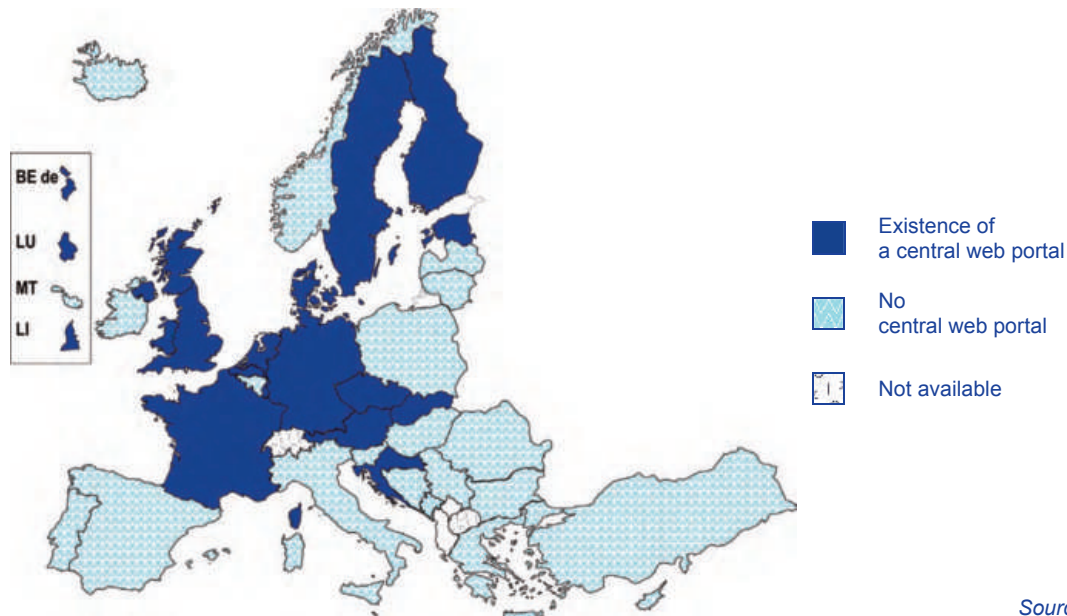 BE de
LU
MT
LI
Existence of
a central web portal
No
central web portal
Not available
Sourc